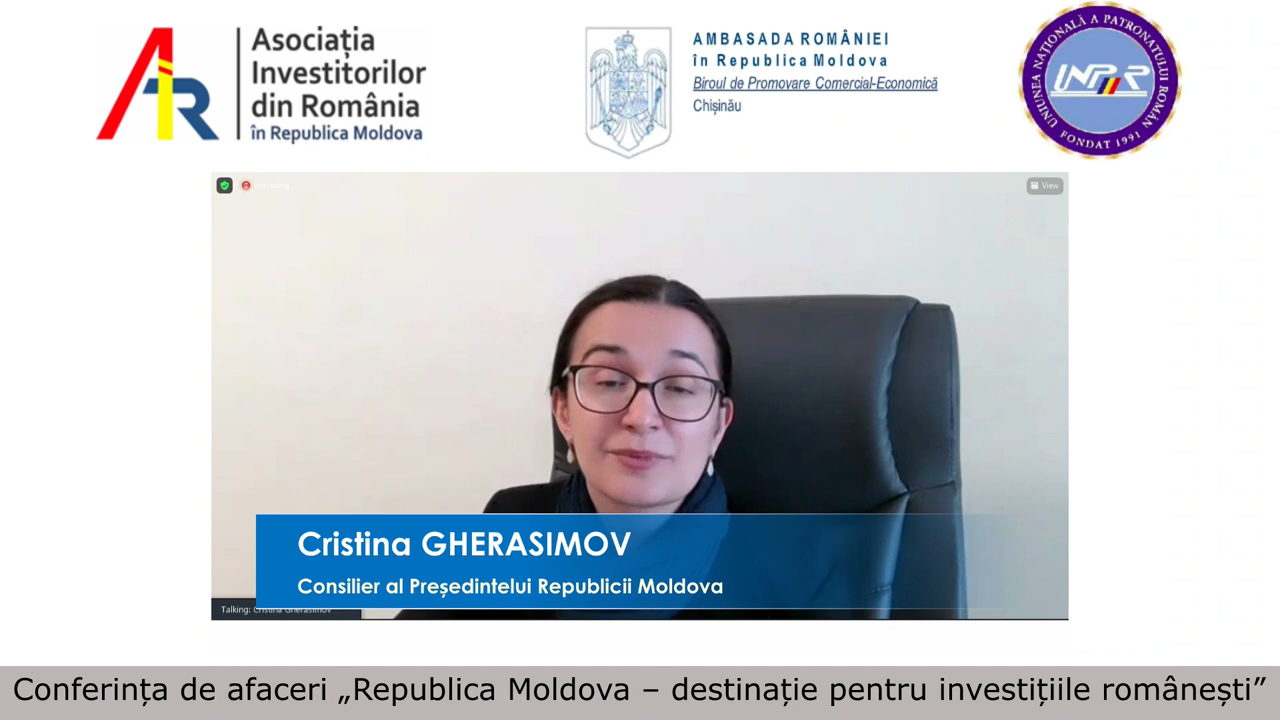 Asociația
Investitorilor
din România
în Republica Moldova
AMBASADA ROMÂNIEI
în Republica Moldova
Biroul de Promovare Comercial-Economică
Chișinău
UNIUNEA NAȚIONALĂ A PATRONATULUI ROMÂN
UNPR
FONDAT 1991
Recording
View
Cristina GHERASIMOV
Consilier al Președintelui Republicii Moldova
Talking: Cristina Gherasimov
Conferința de afaceri „Republica Moldova – destinație pentru investițiile românești”